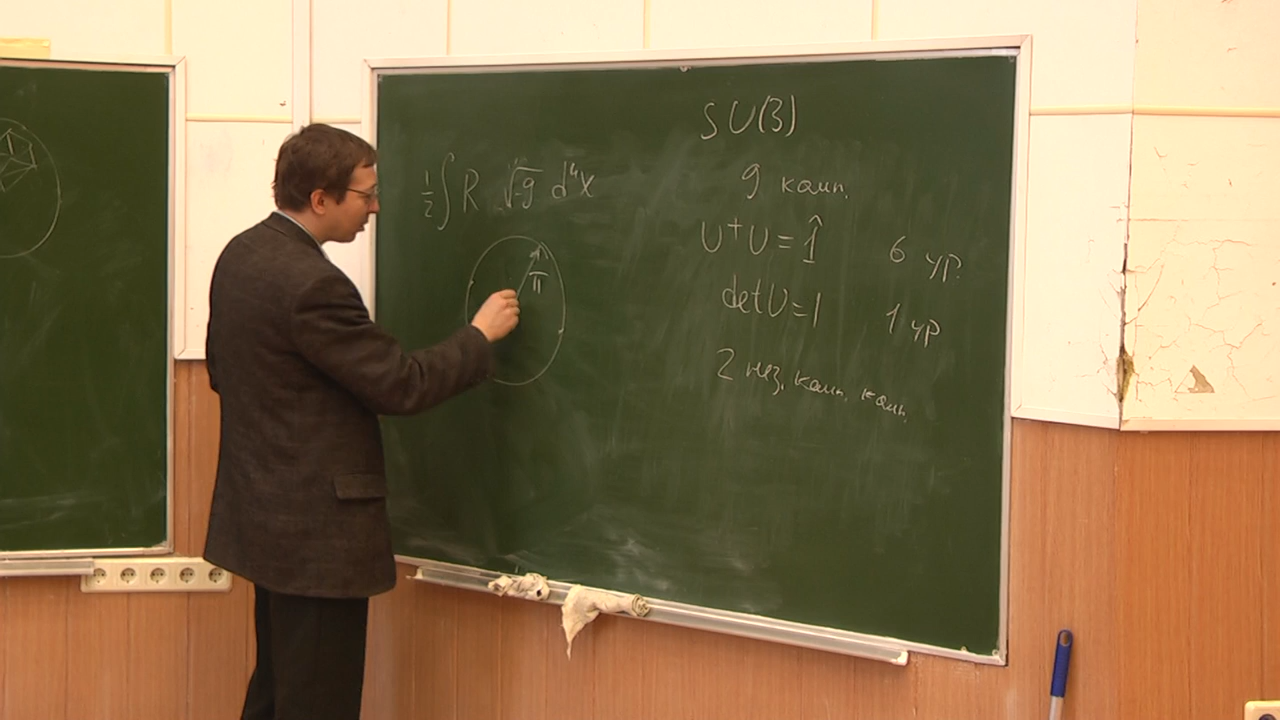 1/2 ∫ R √-g d⁴x
π
SU(3)
9 комп.
U⁺U = 1̂ 6 ур.
det U = 1 1 ур
2 нез. комп. комп.